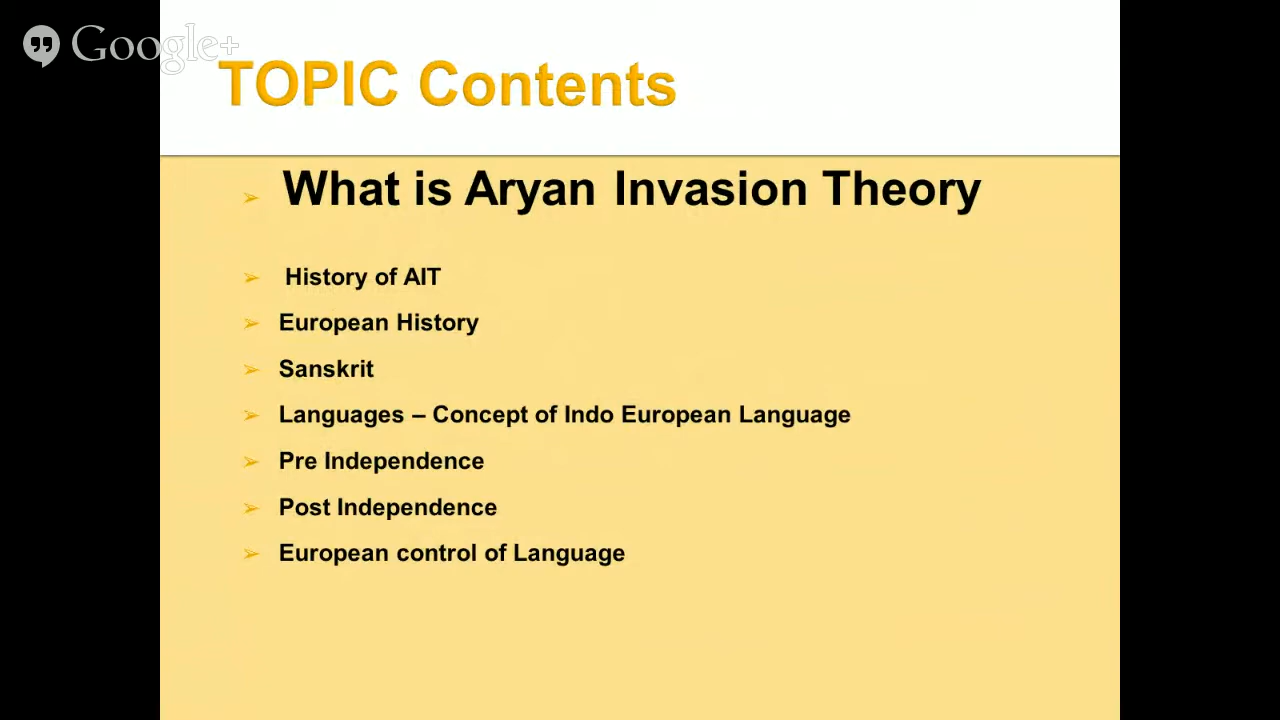 Google+
TOPIC Contents
➢ What is Aryan Invasion Theory
➢ History of AIT
➢ European History
➢ Sanskrit
➢ Languages – Concept of Indo European Language
➢ Pre Independence
➢ Post Independence
➢ European control of Language